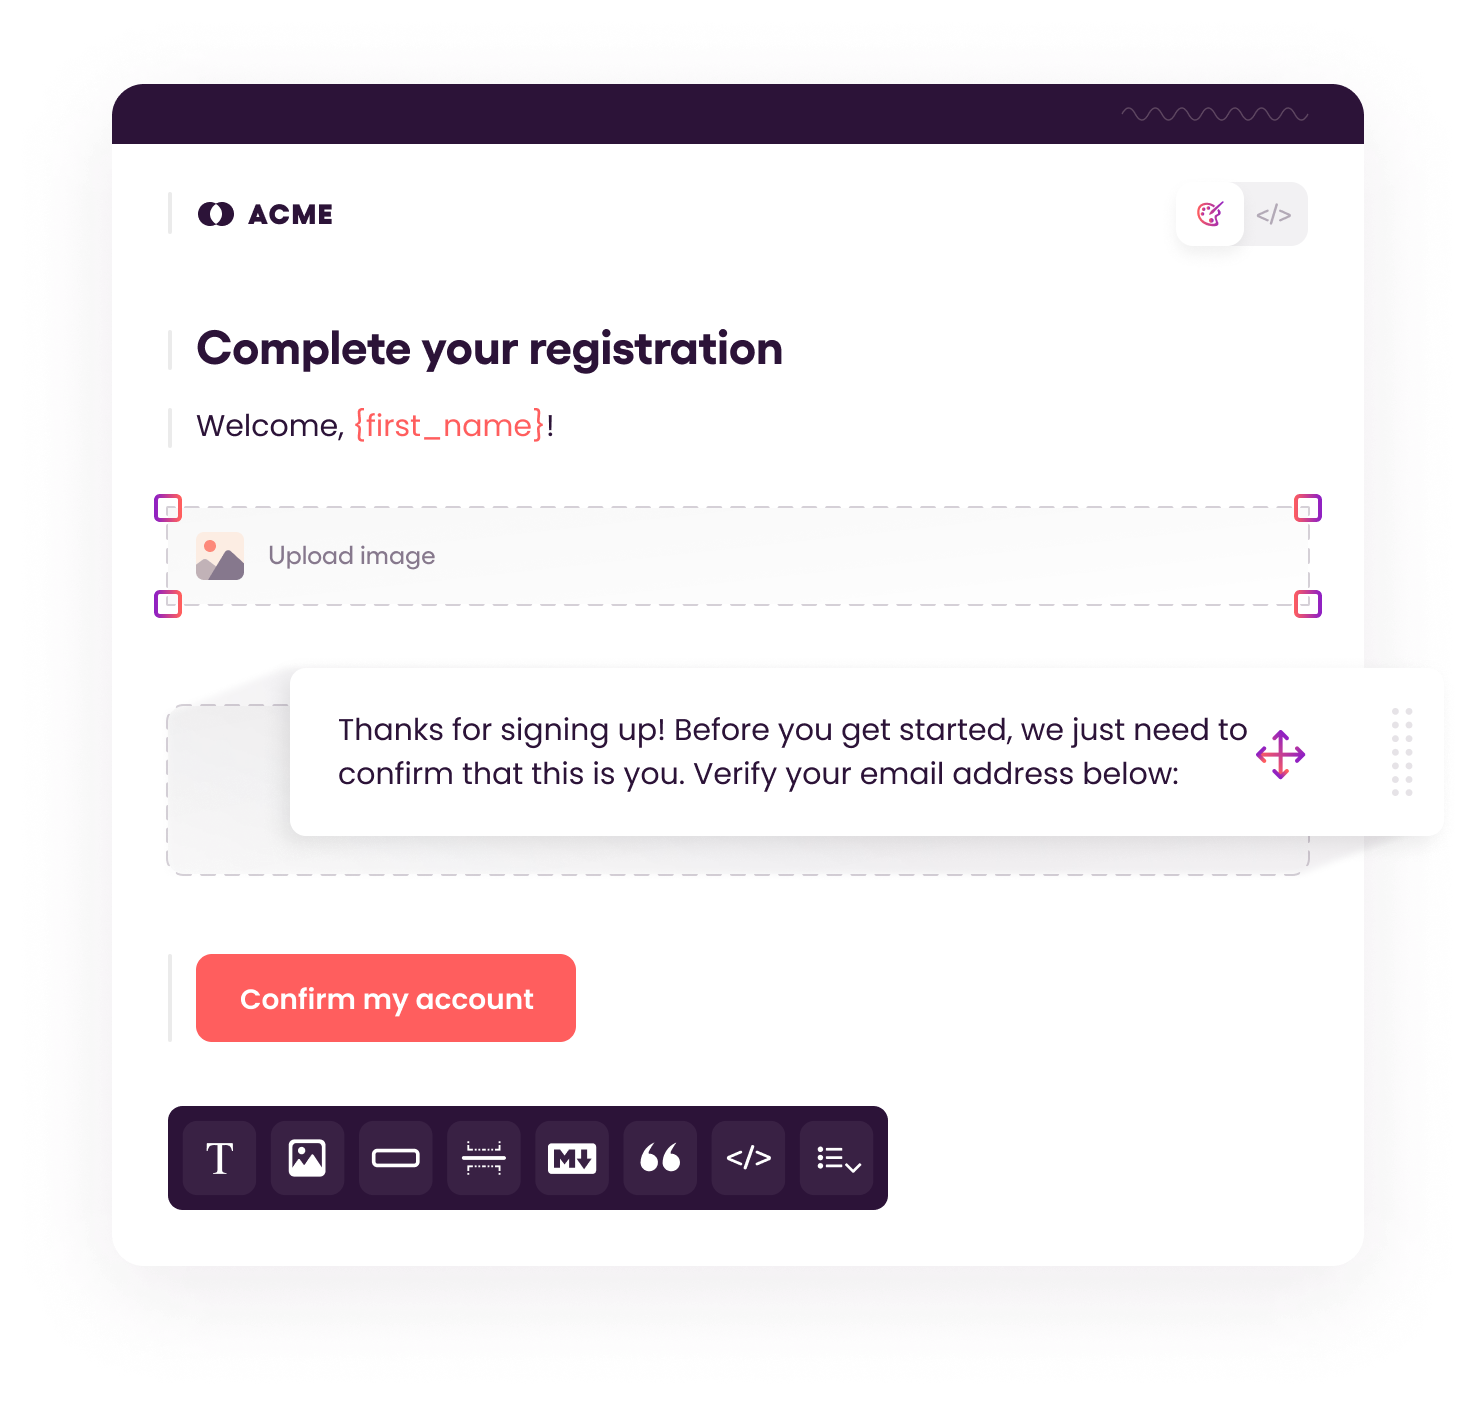 ACME
</>
Complete your registration
Welcome, {first_name}!
Upload image
Thanks for signing up! Before you get started, we just need to
confirm that this is you. Verify your email address below:
Confirm my account
T M </>